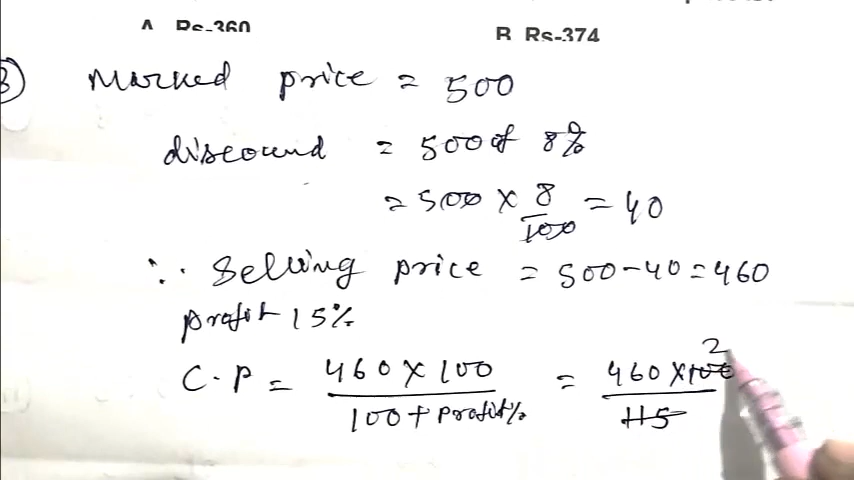 A Rs-360 B Rs-374
3) Marked price = 500
discound = 500 of 8%
= 500 × 8/100 = 40
∴ Selling price = 500-40=460
profit 15%
C.P = 460×100/100+profit% = 460×100/115 2